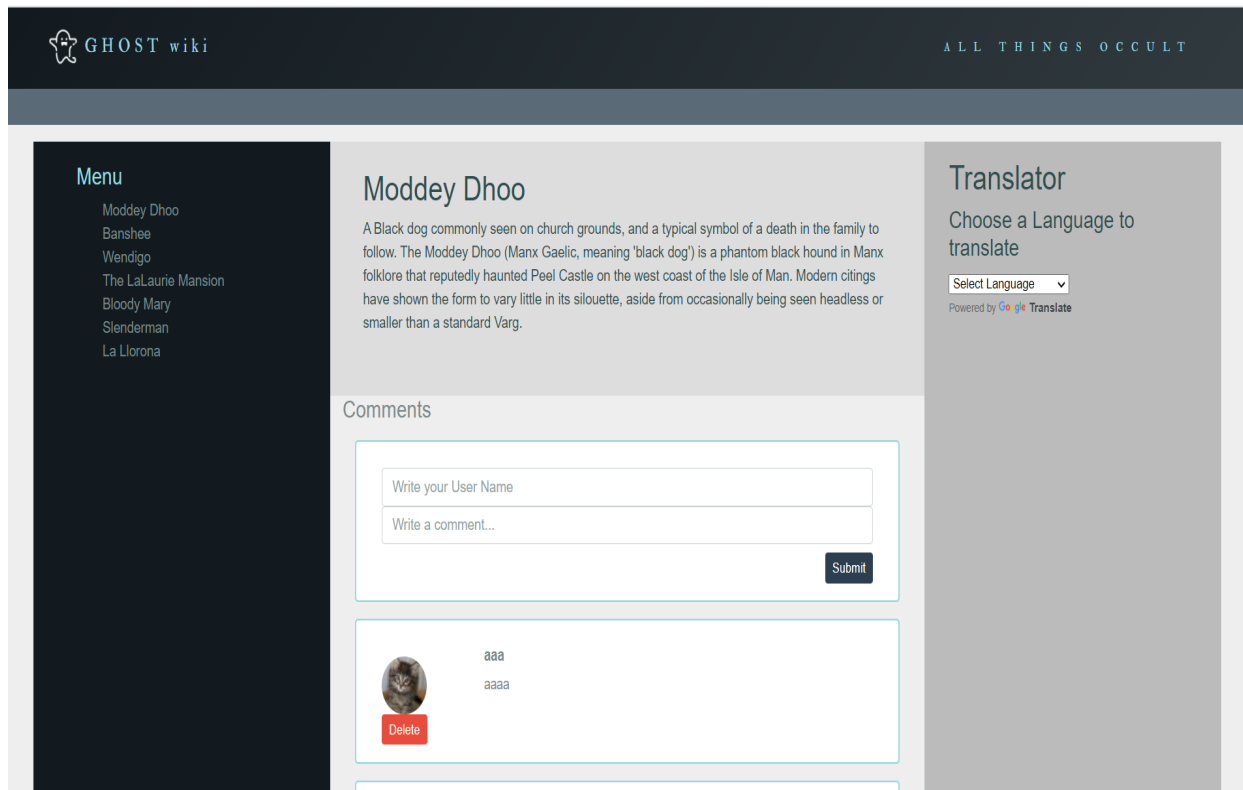 GHOST wiki
ALL THINGS OCCULT
Menu
Moddey Dhoo
Banshee
Wendigo
The LaLaurie Mansion
Bloody Mary
Slenderman
La Llorona
Moddey Dhoo
A Black dog commonly seen on church grounds, and a typical symbol of a death in the family to
follow. The Moddey Dhoo (Manx Gaelic, meaning 'black dog') is a phantom black hound in Manx
folklore that reputedly haunted Peel Castle on the west coast of the Isle of Man. Modern citings
have shown the form to vary little in its silouette, aside from occasionally being seen headless or
smaller than a standard Varg.
Comments
Write your User Name
Write a comment...
Submit
aaa
aaaa
Delete
Translator
Choose a Language to
translate
Select Language
Powered by Google Translate